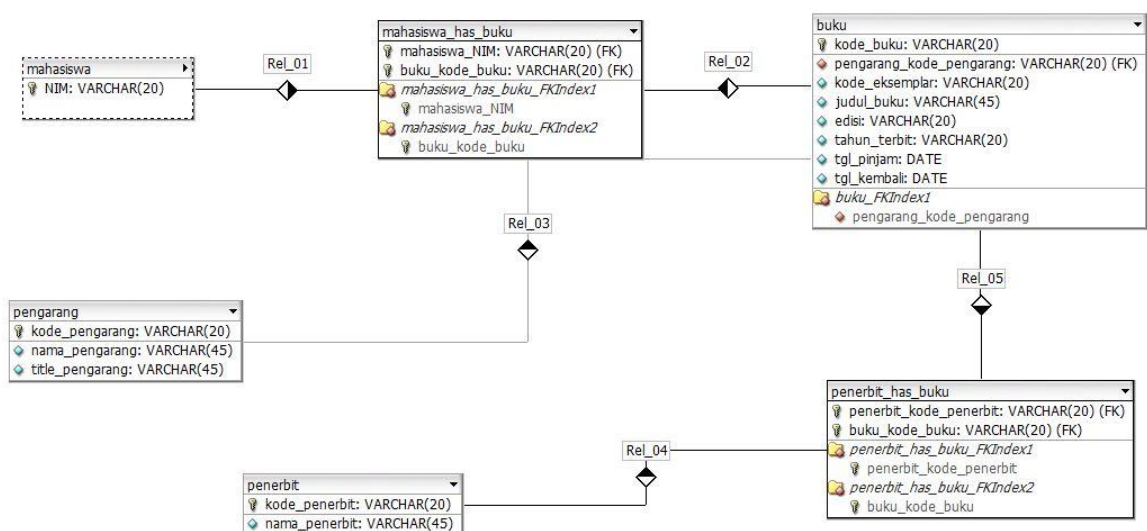 mahasiswa
NIM: VARCHAR(20)
Rel_01
mahasiswa_has_buku
mahasiswa_NIM: VARCHAR(20) (FK)
buku_kode_buku: VARCHAR(20) (FK)
mahasiswa_has_buku_FKIndex1
mahasiswa_NIM
mahasiswa_has_buku_FKIndex2
buku_kode_buku
Rel_02
buku
kode_buku: VARCHAR(20)
pengarang_kode_pengarang: VARCHAR(20) (FK)
kode_eksemplar: VARCHAR(20)
judul_buku: VARCHAR(45)
edisi: VARCHAR(20)
tahun_terbit: VARCHAR(20)
tgl_pinjam: DATE
tgl_kembali: DATE
buku_FKIndex1
pengarang_kode_pengarang
Rel_03
Rel_05
pengarang
kode_pengarang: VARCHAR(20)
nama_pengarang: VARCHAR(45)
title_pengarang: VARCHAR(45)
penerbit_has_buku
penerbit_kode_penerbit: VARCHAR(20) (FK)
buku_kode_buku: VARCHAR(20) (FK)
penerbit_has_buku_FKIndex1
penerbit_kode_penerbit
penerbit_has_buku_FKIndex2
buku_kode_buku
Rel_04
penerbit
kode_penerbit: VARCHAR(20)
nama_penerbit: VARCHAR(45)